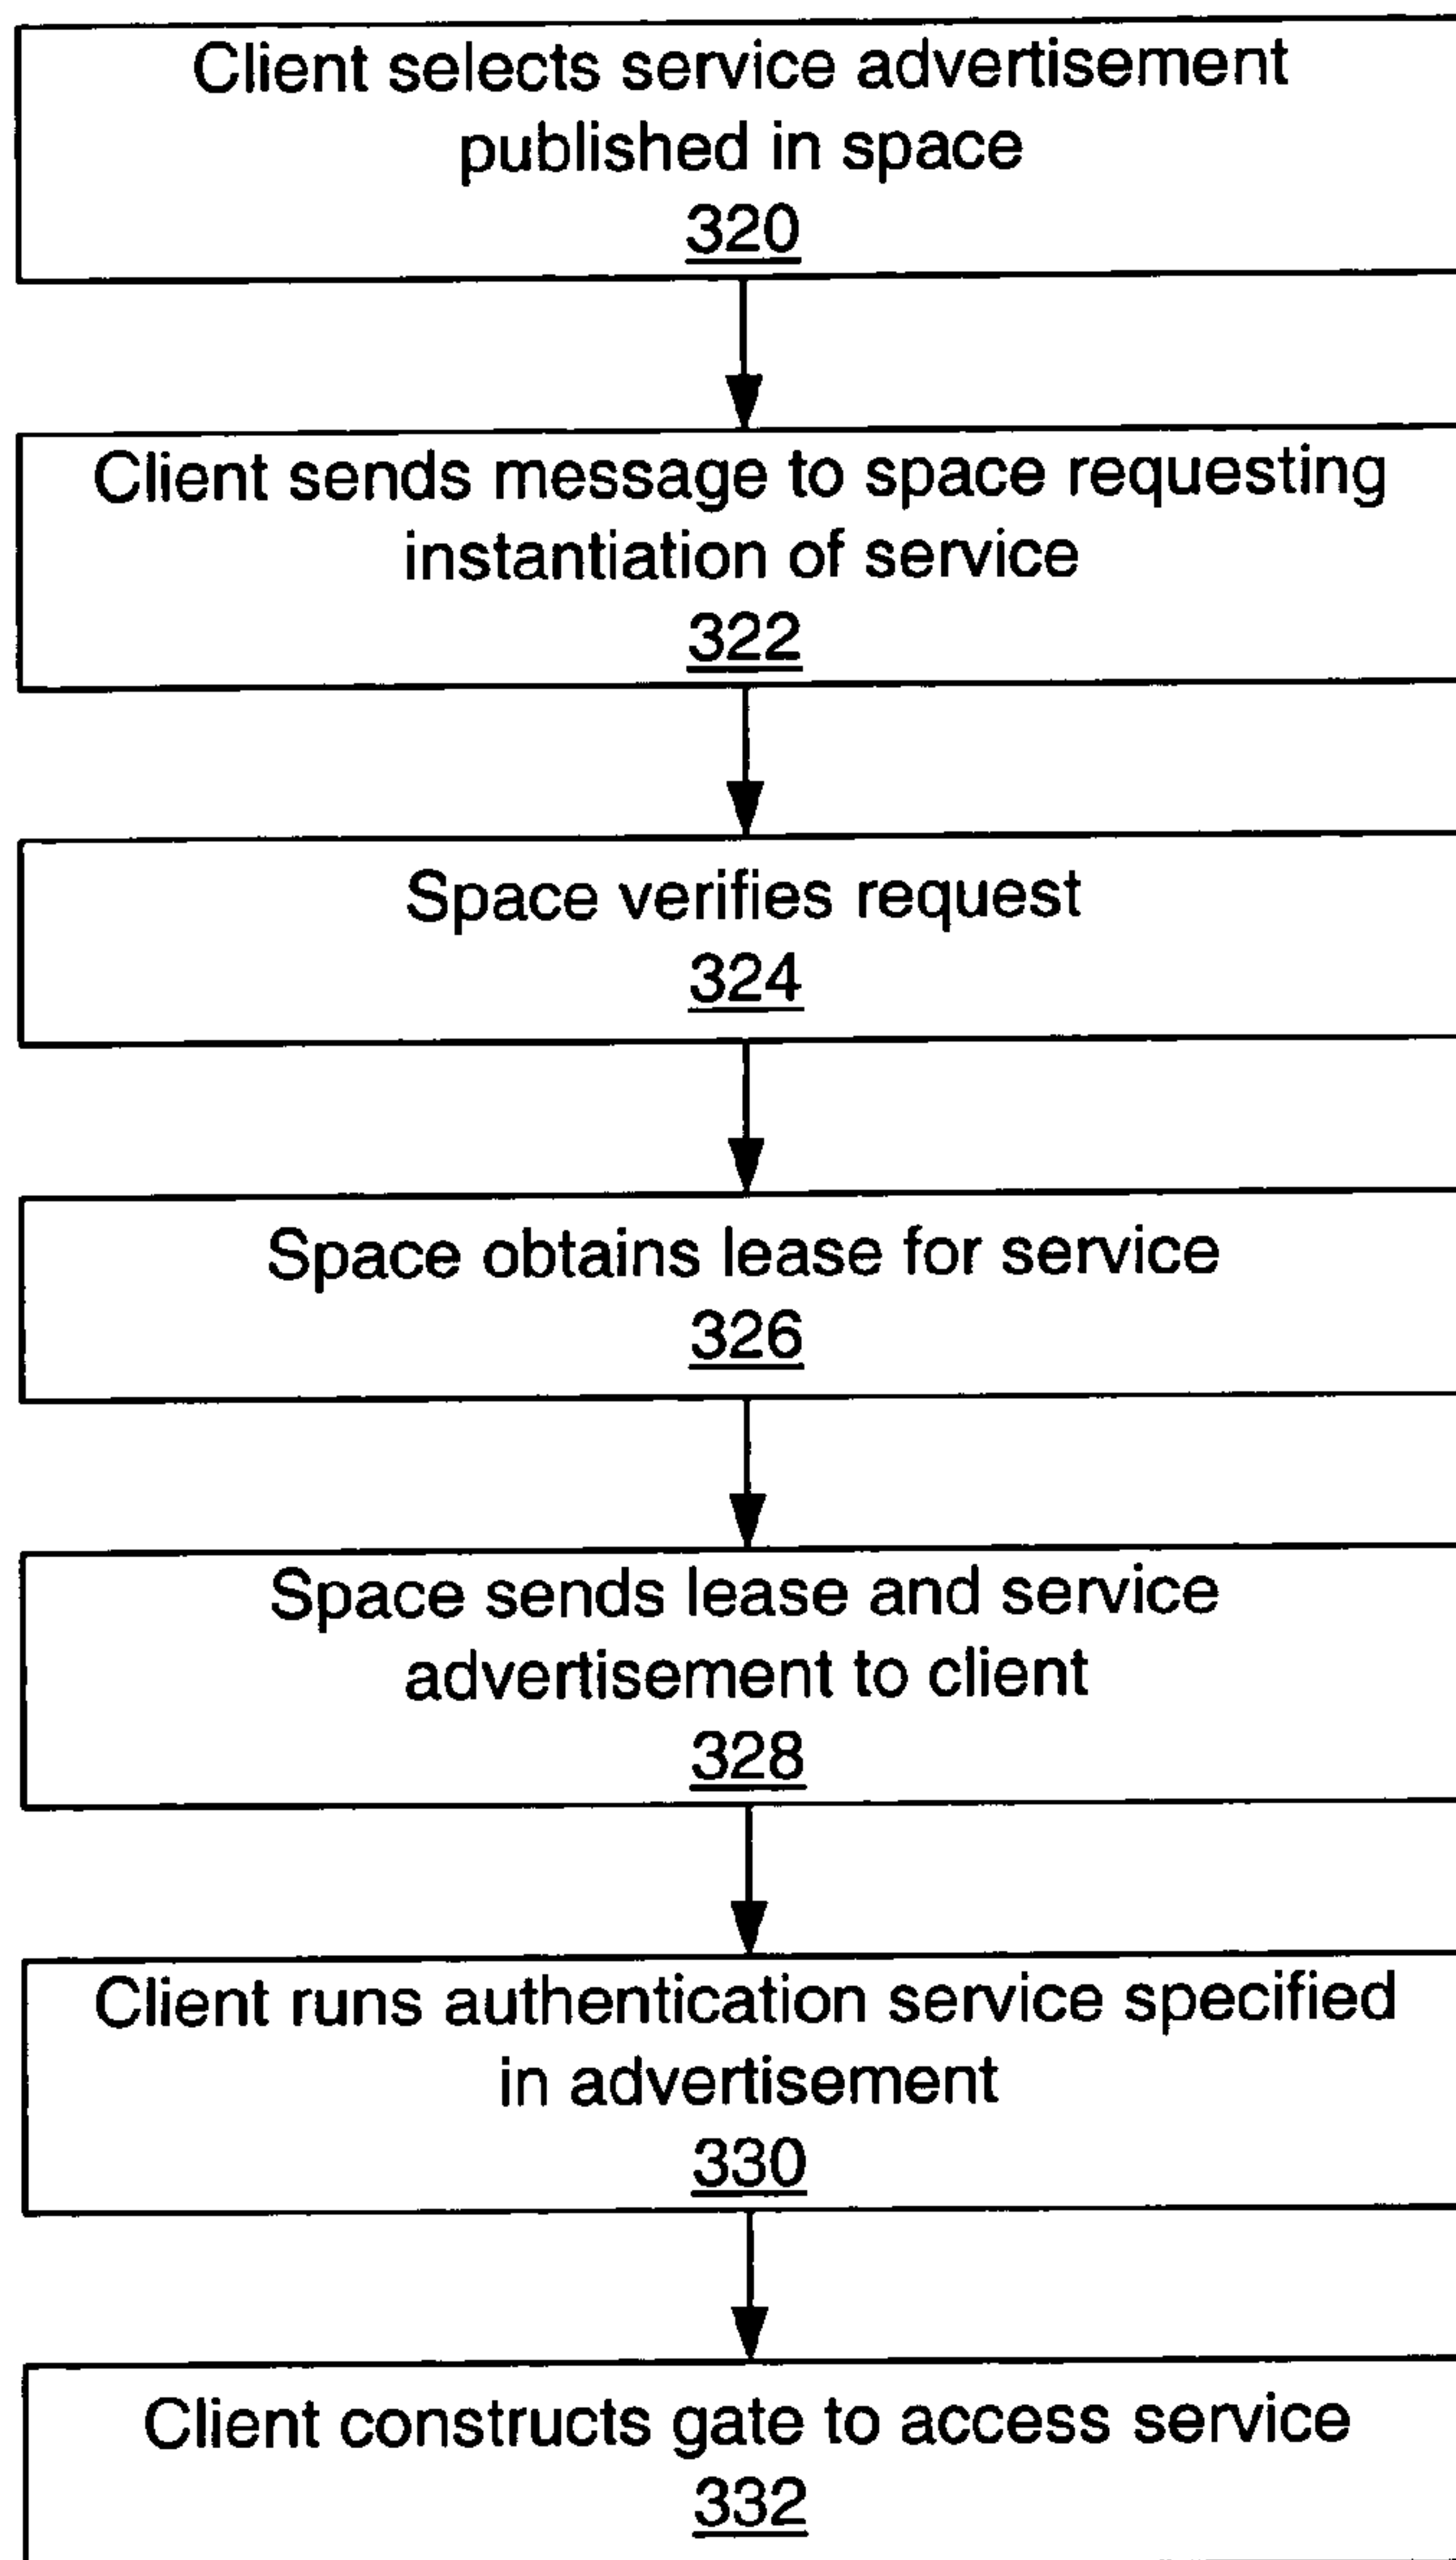 Client selects service advertisement
published in space
320
Client sends message to space requesting
instantiation of service
322
Space verifies request
324
Space obtains lease for service
326
Space sends lease and service
advertisement to client
328
Client runs authentication service specified
in advertisement
330
Client constructs gate to access service
332